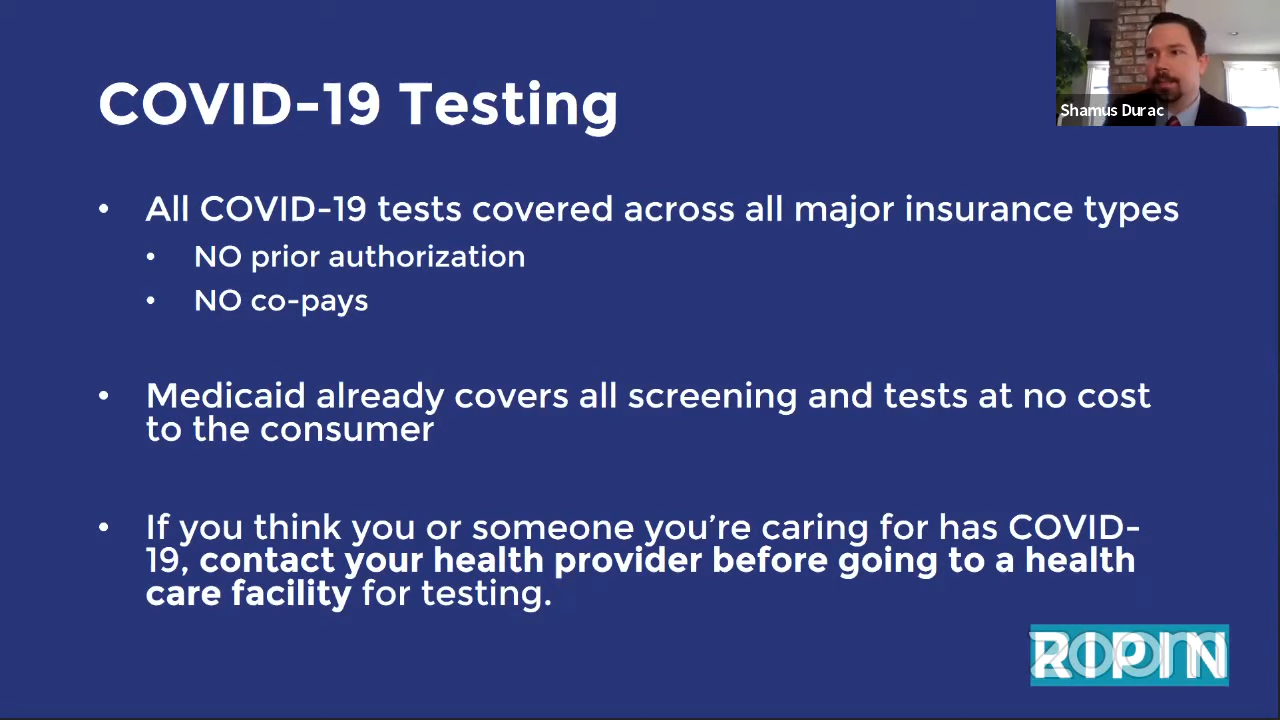 COVID-19 Testing
Shamus Durac
• All COVID-19 tests covered across all major insurance types
• NO prior authorization
• NO co-pays
• Medicaid already covers all screening and tests at no cost
to the consumer
• If you think you or someone you’re caring for has COVID-
19, contact your health provider before going to a health
care facility for testing.
RIPIN
zoom